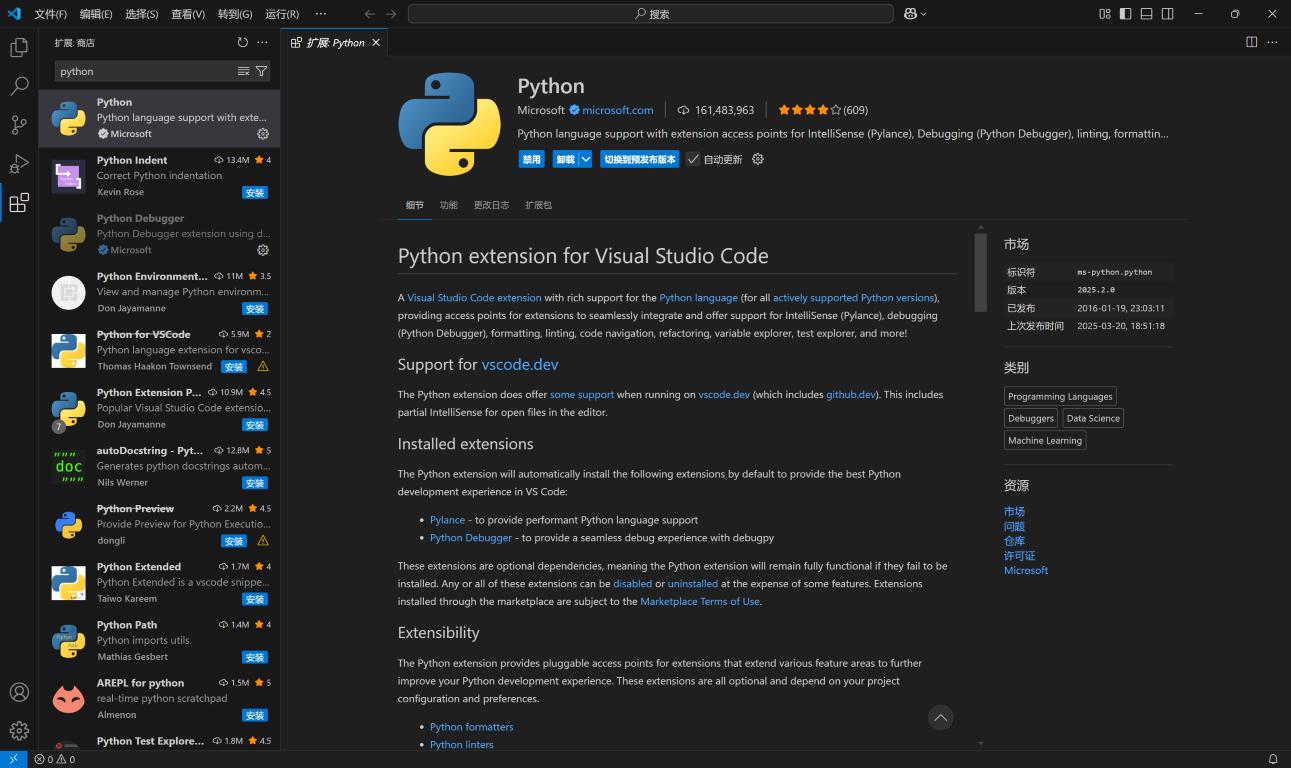 文件(F) 编辑(E) 选择(S) 查看(V) 转到(G) 运行(R) ···
搜索
扩展: 商店
python
Python
Python language support with exte...
Microsoft
Python Indent 13.4M 4
Correct Python indentation
Kevin Rose 安装
Python Debugger
Python Debugger extension using d...
Microsoft
Python Environment... 11M 3.5
View and manage Python environm...
Don Jayamanne 安装
Python for VSCode 5.9M 2
Python language extension for vsco...
Thomas Haakon Townsend 安装
Python Extension P... 10.9M 4.5
Popular Visual Studio Code extensio...
7
Don Jayamanne 安装
"""
doc
"""
autoDocstring - Pyt... 12.8M 5
Generates python docstrings autom...
Nils Werner 安装
Python Preview 2.2M 4.5
Provide Preview for Python Executio...
dongli 安装
Python Extended 1.7M 4
Python Extended is a vscode snippe...
Taiwo Kareem 安装
Python Path 1.4M 4
Python imports utils.
Mathias Gesbert 安装
AREPL for python 1.5M 5
real-time python scratchpad
Almenon 安装
Python Test Explore... 1.8M 4.5
扩展: Python
Python
Microsoft microsoft.com 161,483,963 (609)
Python language support with extension access points for IntelliSense (Pylance), Debugging (Python Debugger), linting, formattin...
禁用 卸载 切换到预发布版本 自动更新
细节 功能 更改日志 扩展包
Python extension for Visual Studio Code
A Visual Studio Code extension with rich support for the Python language (for all actively supported Python versions),
providing access points for extensions to seamlessly integrate and offer support for IntelliSense (Pylance), debugging
(Python Debugger), formatting, linting, code navigation, refactoring, variable explorer, test explorer, and more!
Support for vscode.dev
The Python extension does offer some support when running on vscode.dev (which includes github.dev). This includes
partial IntelliSense for open files in the editor.
Installed extensions
The Python extension will automatically install the following extensions by default to provide the best Python
development experience in VS Code:
• Pylance - to provide performant Python language support
• Python Debugger - to provide a seamless debug experience with debugpy
These extensions are optional dependencies, meaning the Python extension will remain fully functional if they fail to be
installed. Any or all of these extensions can be disabled or uninstalled at the expense of some features. Extensions
installed through the marketplace are subject to the Marketplace Terms of Use.
Extensibility
The Python extension provides pluggable access points for extensions that extend various feature areas to further
improve your Python development experience. These extensions are all optional and depend on your project
configuration and preferences.
• Python formatters
• Python linters
市场
标识符 ms-python.python
版本 2025.2.0
已发布 2016-01-19, 23:03:11
上次发布时间 2025-03-20, 18:51:18
类别
Programming Languages
Debuggers Data Science
Machine Learning
资源
市场
问题
仓库
许可证
Microsoft
0 0